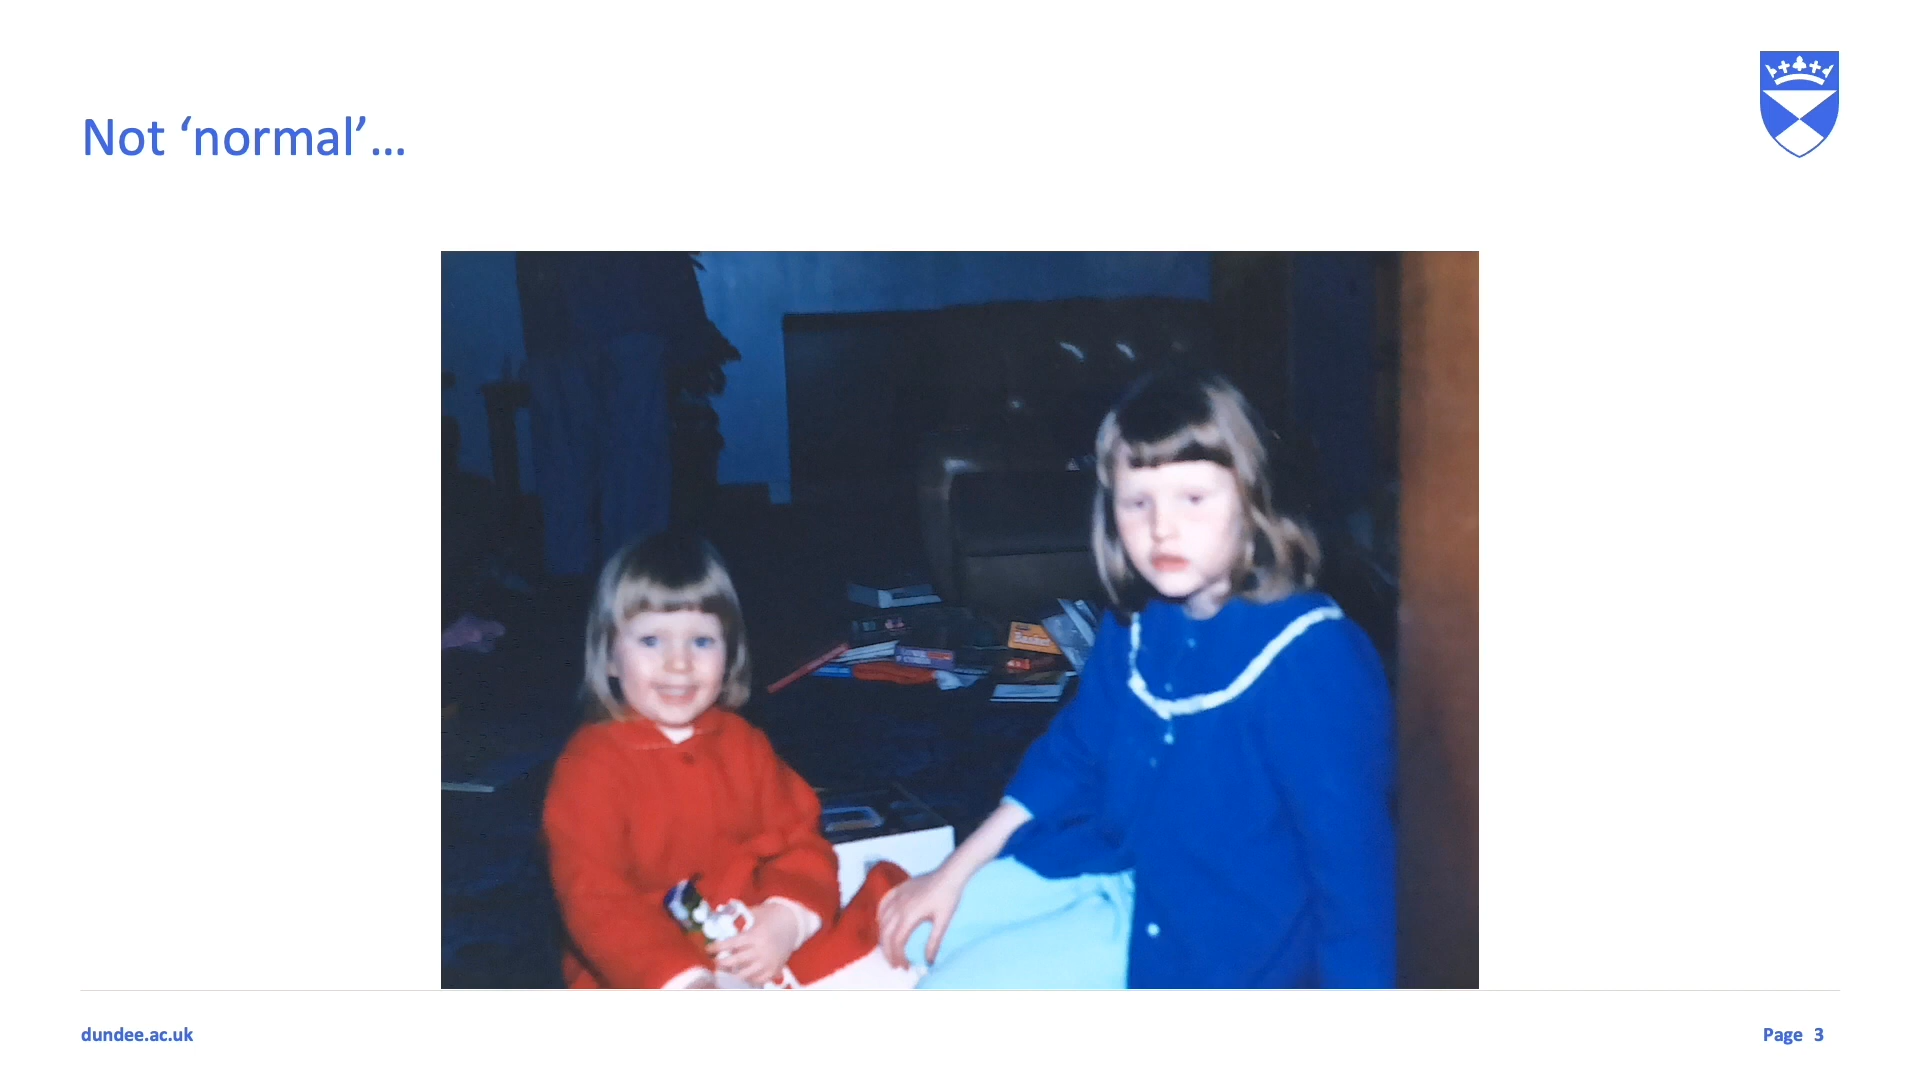 Not ‘normal’…
dundee.ac.uk
Page 3